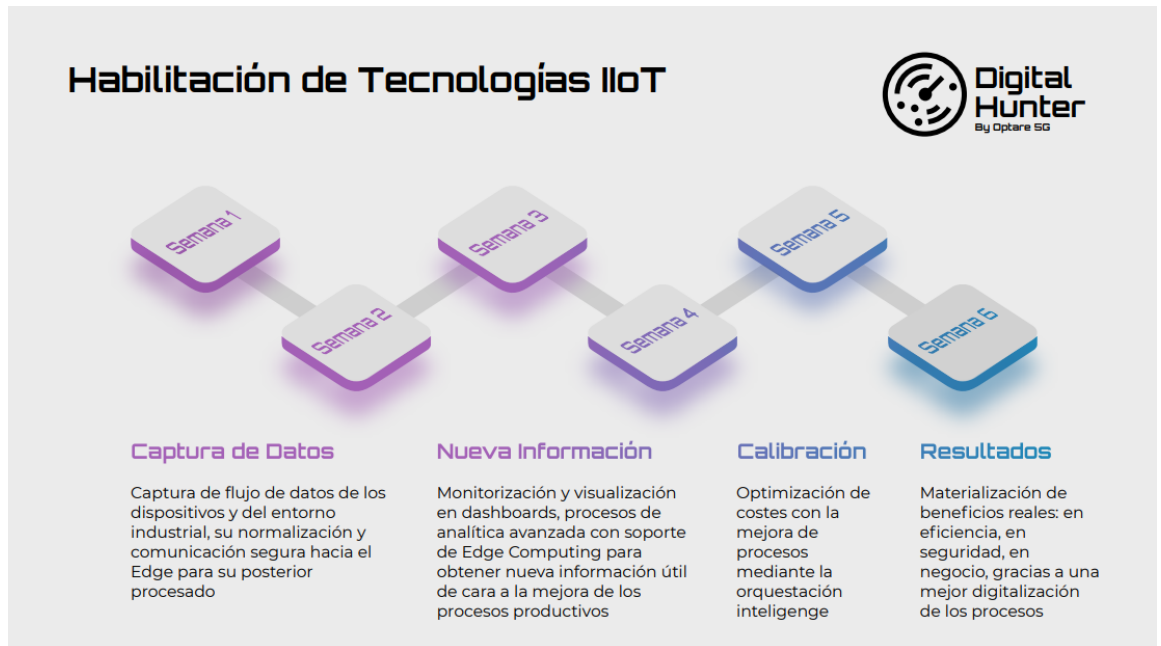 Habilitación de Tecnologías IIoT
Digital
Hunter
By Optare 5G
Semana 1
Semana 2
Semana 3
Semana 4
Semana 5
Semana 6
Captura de Datos
Captura de flujo de datos de los
dispositivos y del entorno
industrial, su normalización y
comunicación segura hacia el
Edge para su posterior
procesado
Nueva Información
Monitorización y visualización
en dashboards, procesos de
analítica avanzada con soporte
de Edge Computing para
obtener nueva información útil
de cara a la mejora de los
procesos productivos
Calibración
Optimización de
costes con la
mejora de
procesos
mediante la
orquestación
inteligenge
Resultados
Materialización de
beneficios reales: en
eficiencia, en
seguridad, en
negocio, gracias a una
mejor digitalización
de los procesos